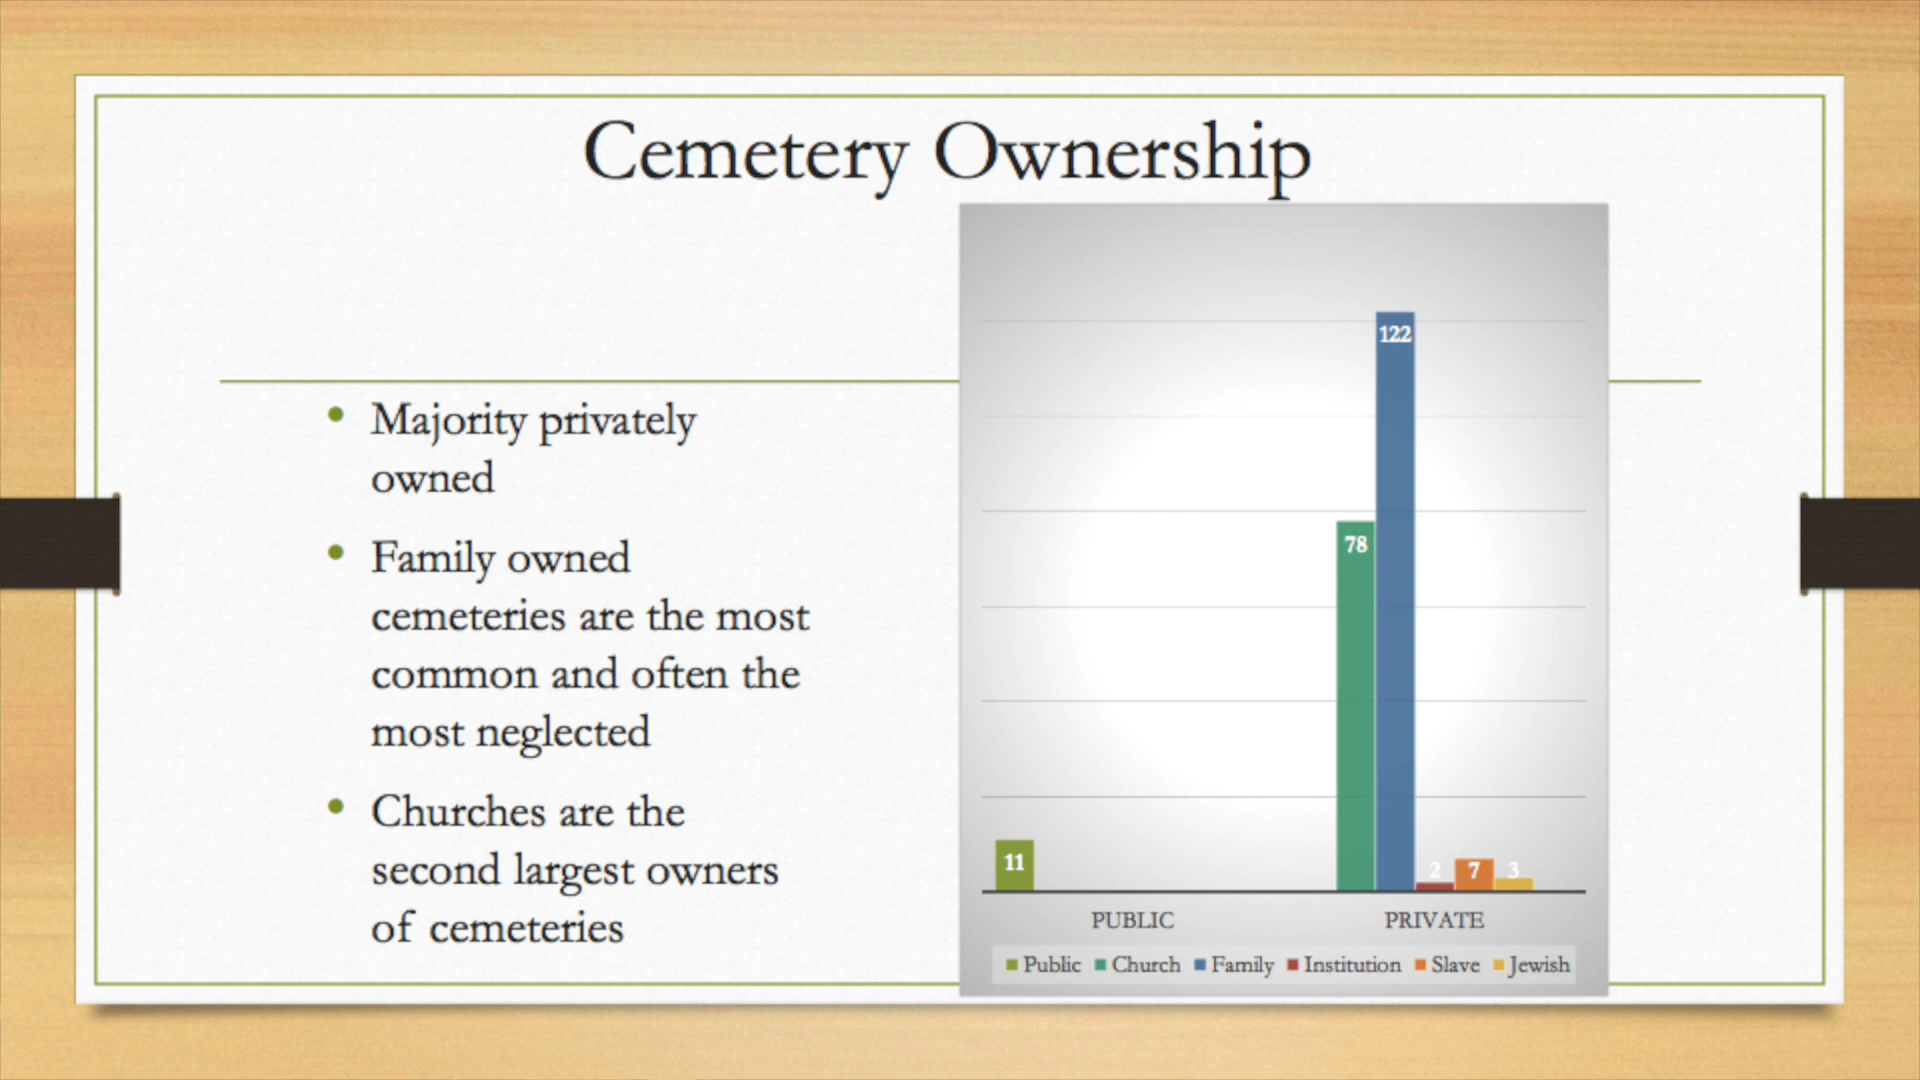 Cemetery Ownership
• Majority privately
owned
• Family owned
cemeteries are the most
common and often the
most neglected
• Churches are the
second largest owners
of cemeteries
122
78
11
2
7
3
PUBLIC
PRIVATE
Public Church Family Institution Slave Jewish